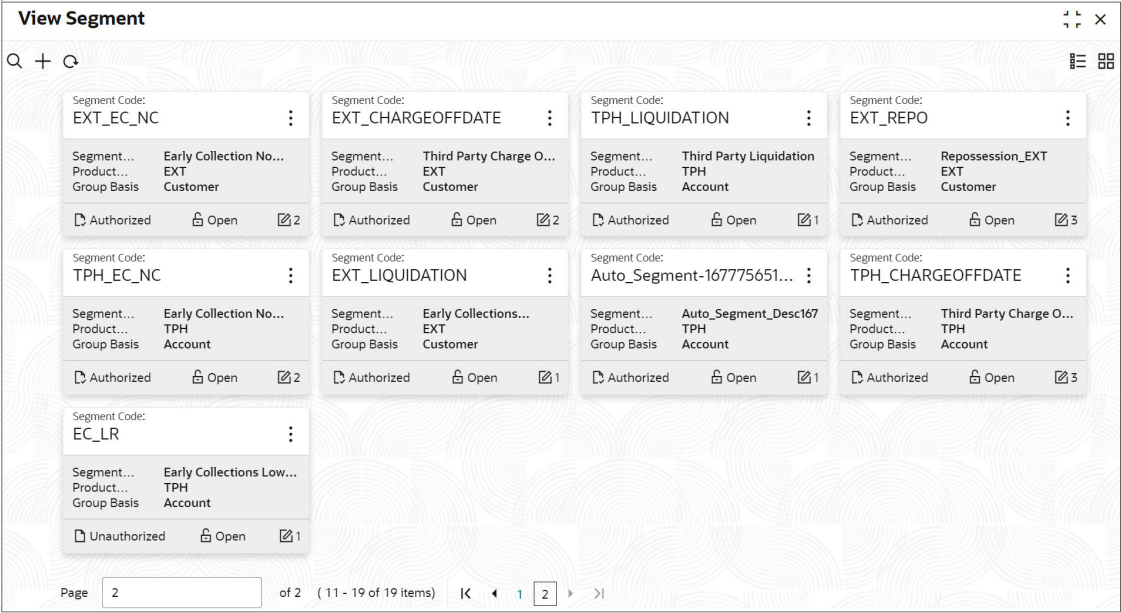 View Segment
Segment Code:
EXT_EC_NC
Segment... Early Collection No...
Product... EXT
Group Basis Customer
Authorized Open 2
Segment Code:
EXT_CHARGEOFFDATE
Segment... Third Party Charge O...
Product... EXT
Group Basis Customer
Authorized Open 2
Segment Code:
TPH_LIQUIDATION
Segment... Third Party Liquidation
Product... TPH
Group Basis Account
Authorized Open 1
Segment Code:
EXT_REPO
Segment... Repossession_EXT
Product... EXT
Group Basis Customer
Authorized Open 3
Segment Code:
TPH_EC_NC
Segment... Early Collection No...
Product... TPH
Group Basis Account
Authorized Open 2
Segment Code:
EXT_LIQUIDATION
Segment... Early Collections...
Product... EXT
Group Basis Customer
Authorized Open 1
Segment Code:
Auto_Segment-167775651...
Segment... Auto_Segment_Desc167
Product... TPH
Group Basis Account
Authorized Open 1
Segment Code:
TPH_CHARGEOFFDATE
Segment... Third Party Charge O...
Product... TPH
Group Basis Account
Authorized Open 3
Segment Code:
EC_LR
Segment... Early Collections Low...
Product... TPH
Group Basis Account
Unauthorized Open 1
Page 2 of 2 ( 11 - 19 of 19 items) 1 2